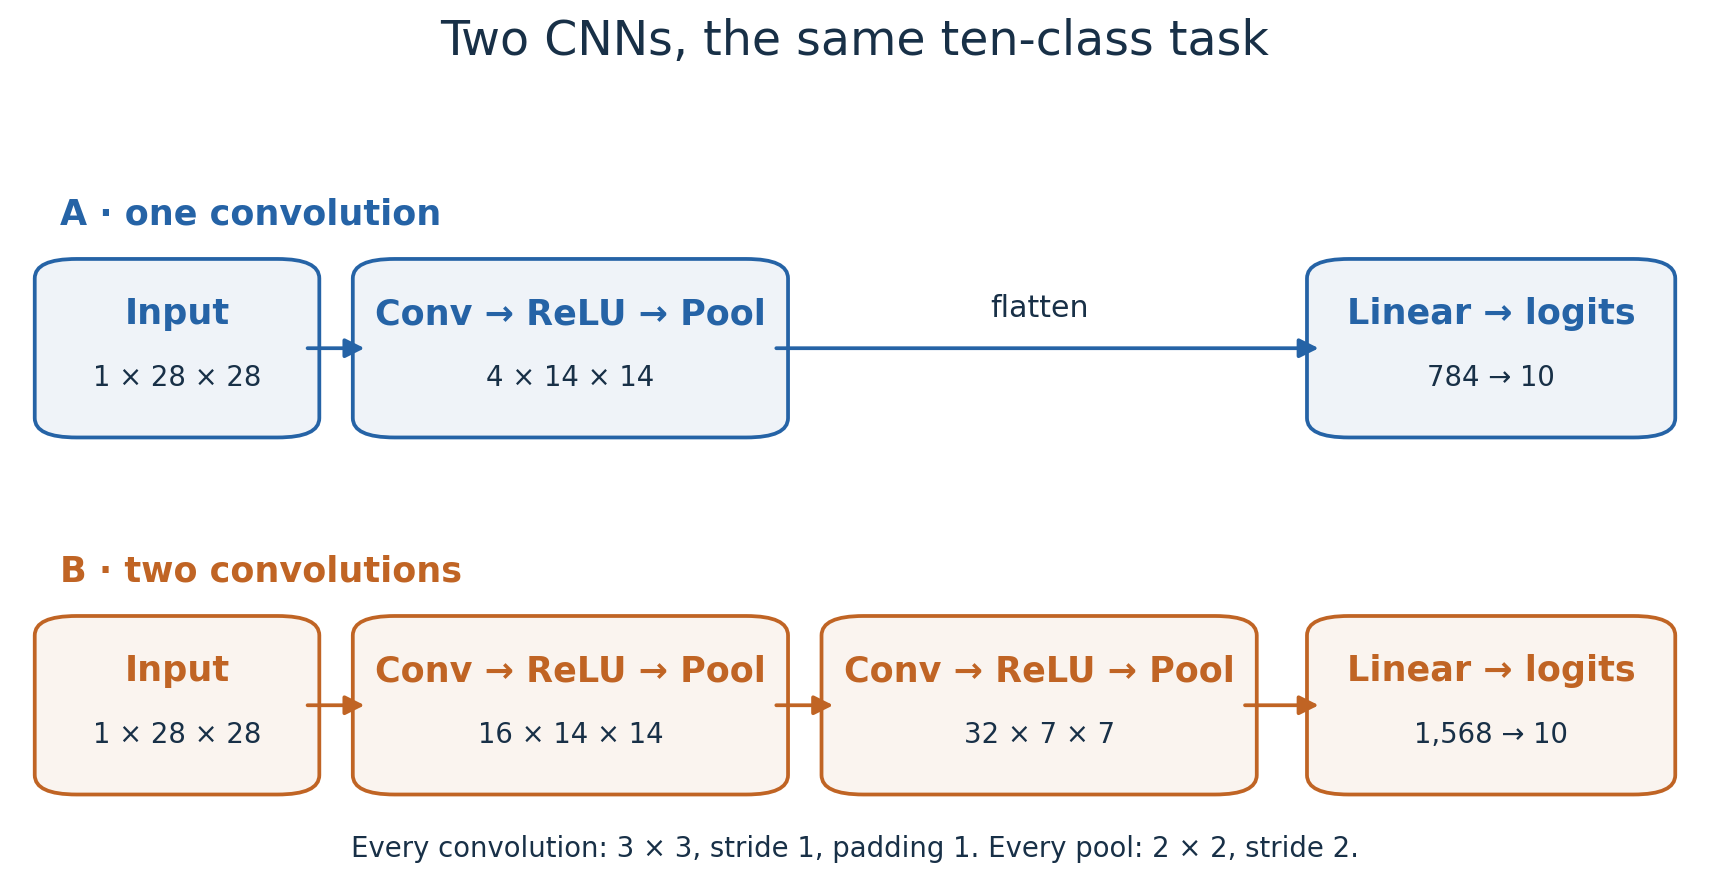 Two CNNs, the same ten-class task
A · one convolution
Input
1 × 28 × 28
Conv → ReLU → Pool
4 × 14 × 14
flatten
Linear → logits
784 → 10
B · two convolutions
Input
1 × 28 × 28
Conv → ReLU → Pool
16 × 14 × 14
Conv → ReLU → Pool
32 × 7 × 7
Linear → logits
1,568 → 10
Every convolution: 3 × 3, stride 1, padding 1. Every pool: 2 × 2, stride 2.